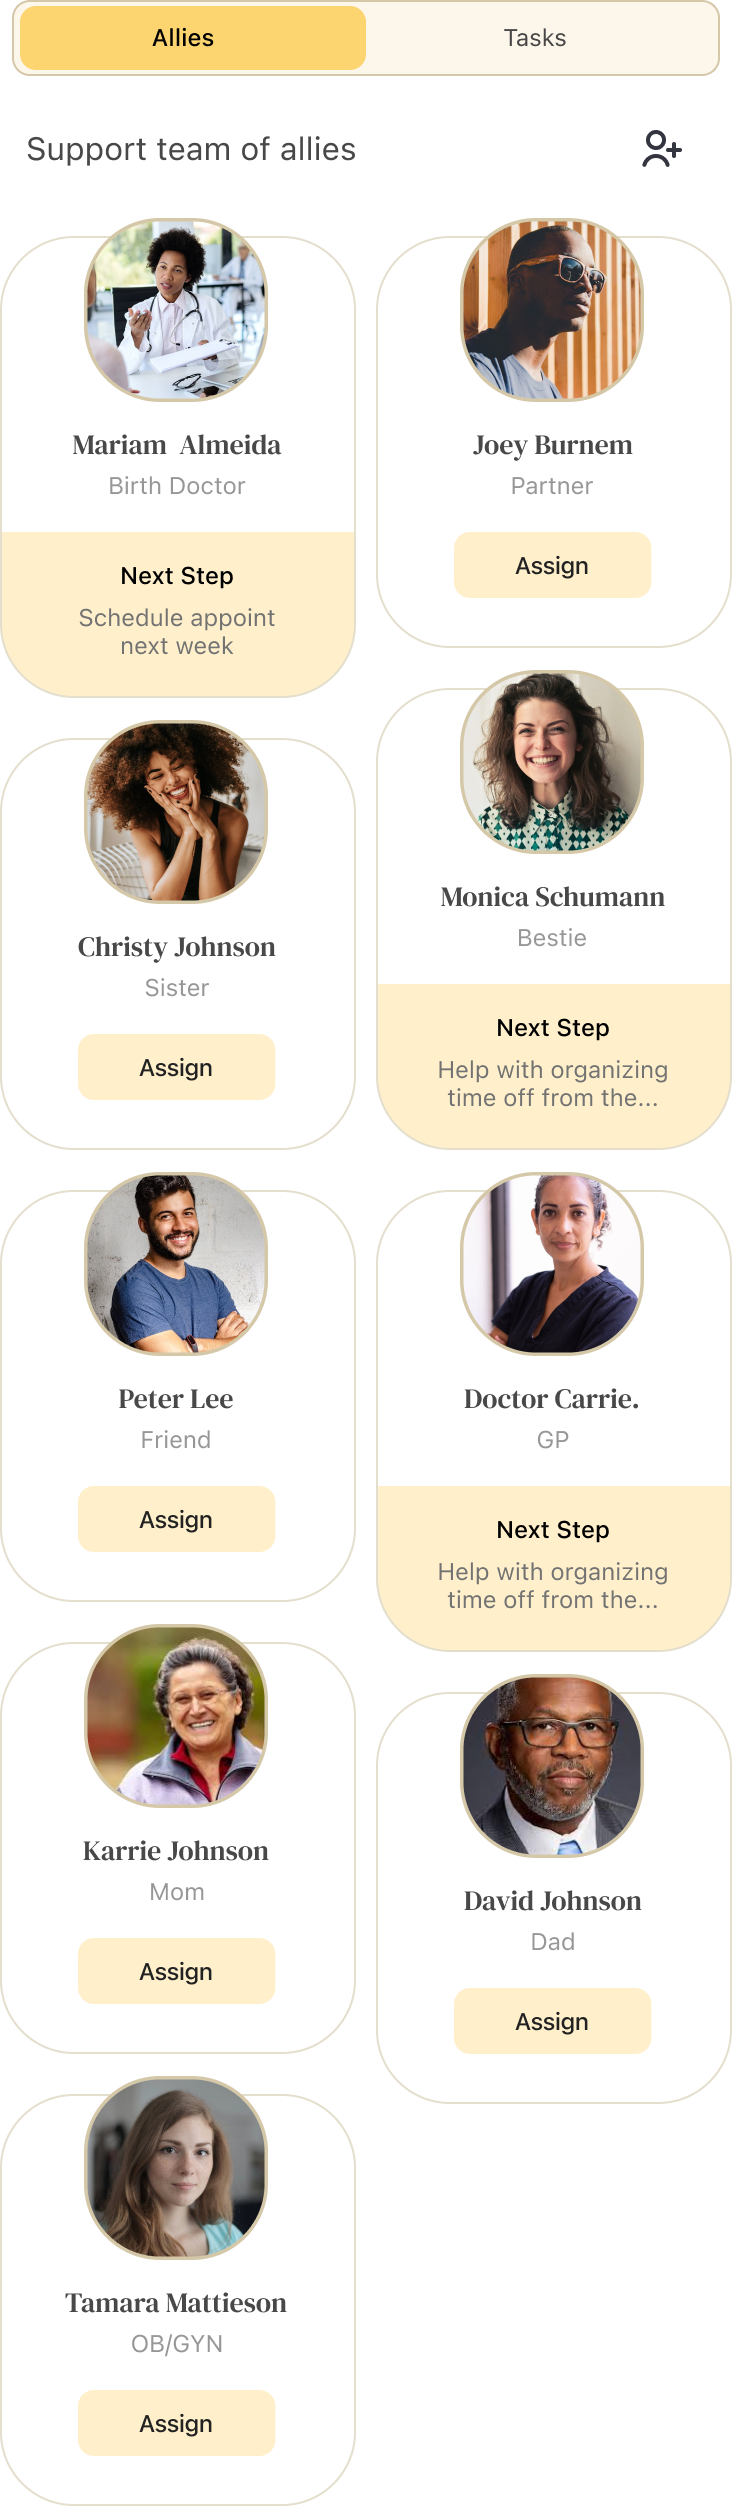 Allies
Tasks
Support team of allies
Mariam  Almeida
Birth Doctor
Next Step
Schedule appoint
next week
Joey Burnem
Partner
Assign
Christy Johnson
Sister
Assign
Monica Schumann
Bestie
Next Step
Help with organizing
time off from the...
Peter Lee
Friend
Assign
Doctor Carrie.
GP
Next Step
Help with organizing
time off from the...
Karrie Johnson
Mom
Assign
David Johnson
Dad
Assign
Tamara Mattieson
OB/GYN
Assign